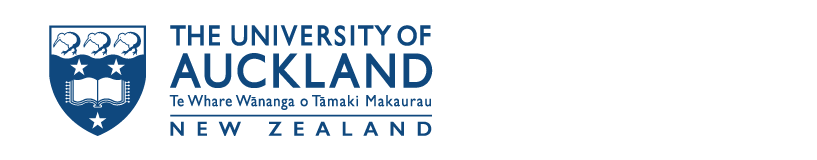 THE UNIVERSITY OF
AUCKLAND
Te Whare Wānanga o Tāmaki Makaurau
NEW ZEALAND